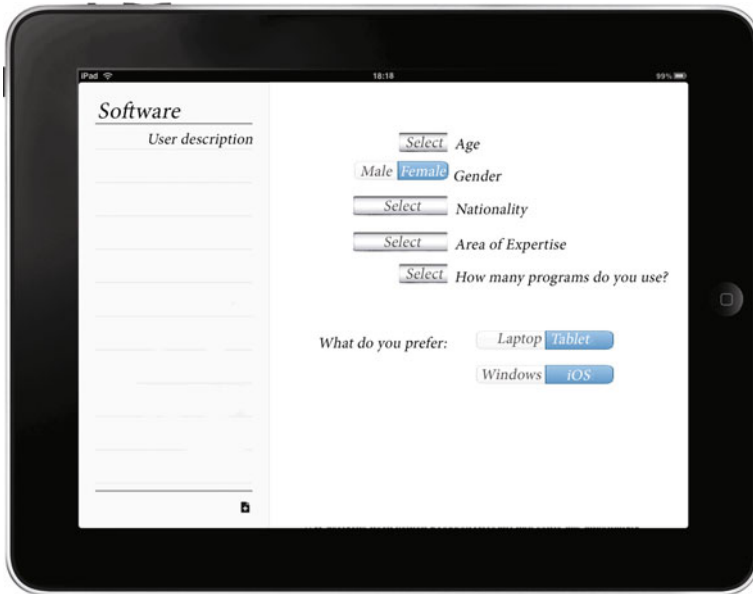 iPad 18:18 99%
Software
User description
Select Age
Male Female Gender
Select Nationality
Select Area of Expertise
Select How many programs do you use?
What do you prefer: Laptop Tablet
Windows iOS